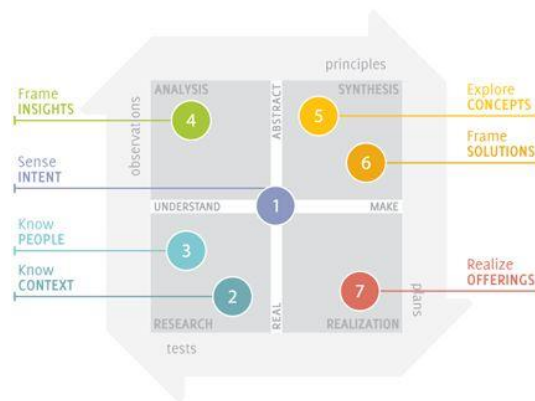 principles
ANALYSIS
SYNTHESIS
Frame
INSIGHTS
4
observations
ABSTRACT
5
Explore
CONCEPTS
6
Frame
SOLUTIONS
Sense
INTENT
UNDERSTAND
1
MAKE
Know
PEOPLE
3
Know
CONTEXT
2
REAL
7
Realize
OFFERINGS
plans
RESEARCH
REALIZATION
tests